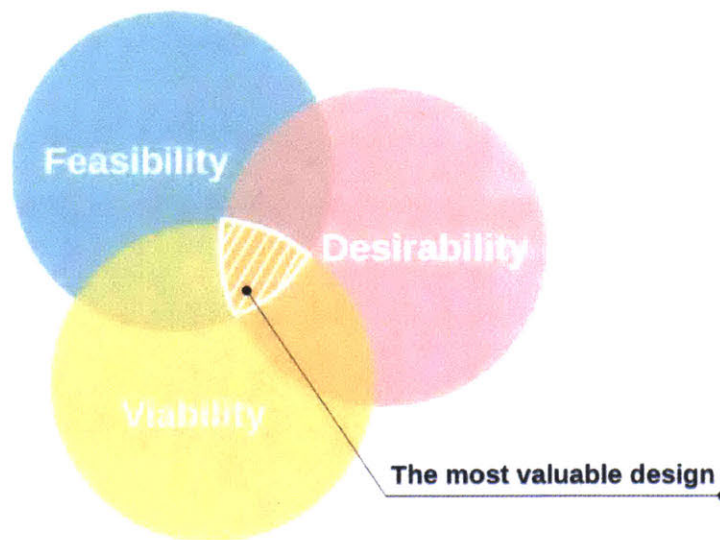 Feasibility
Desirability
Viability
The most valuable design